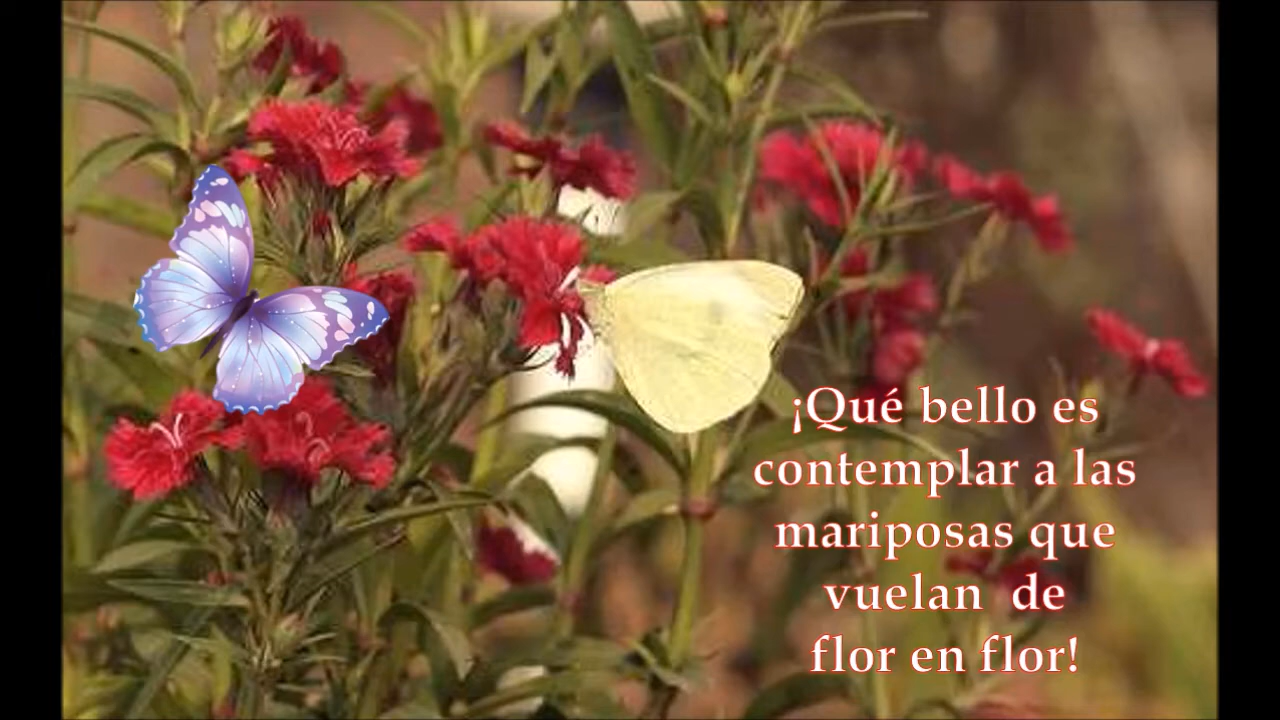 ¡Qué bello es
contemplar a las
mariposas que
vuelan  de
flor en flor!